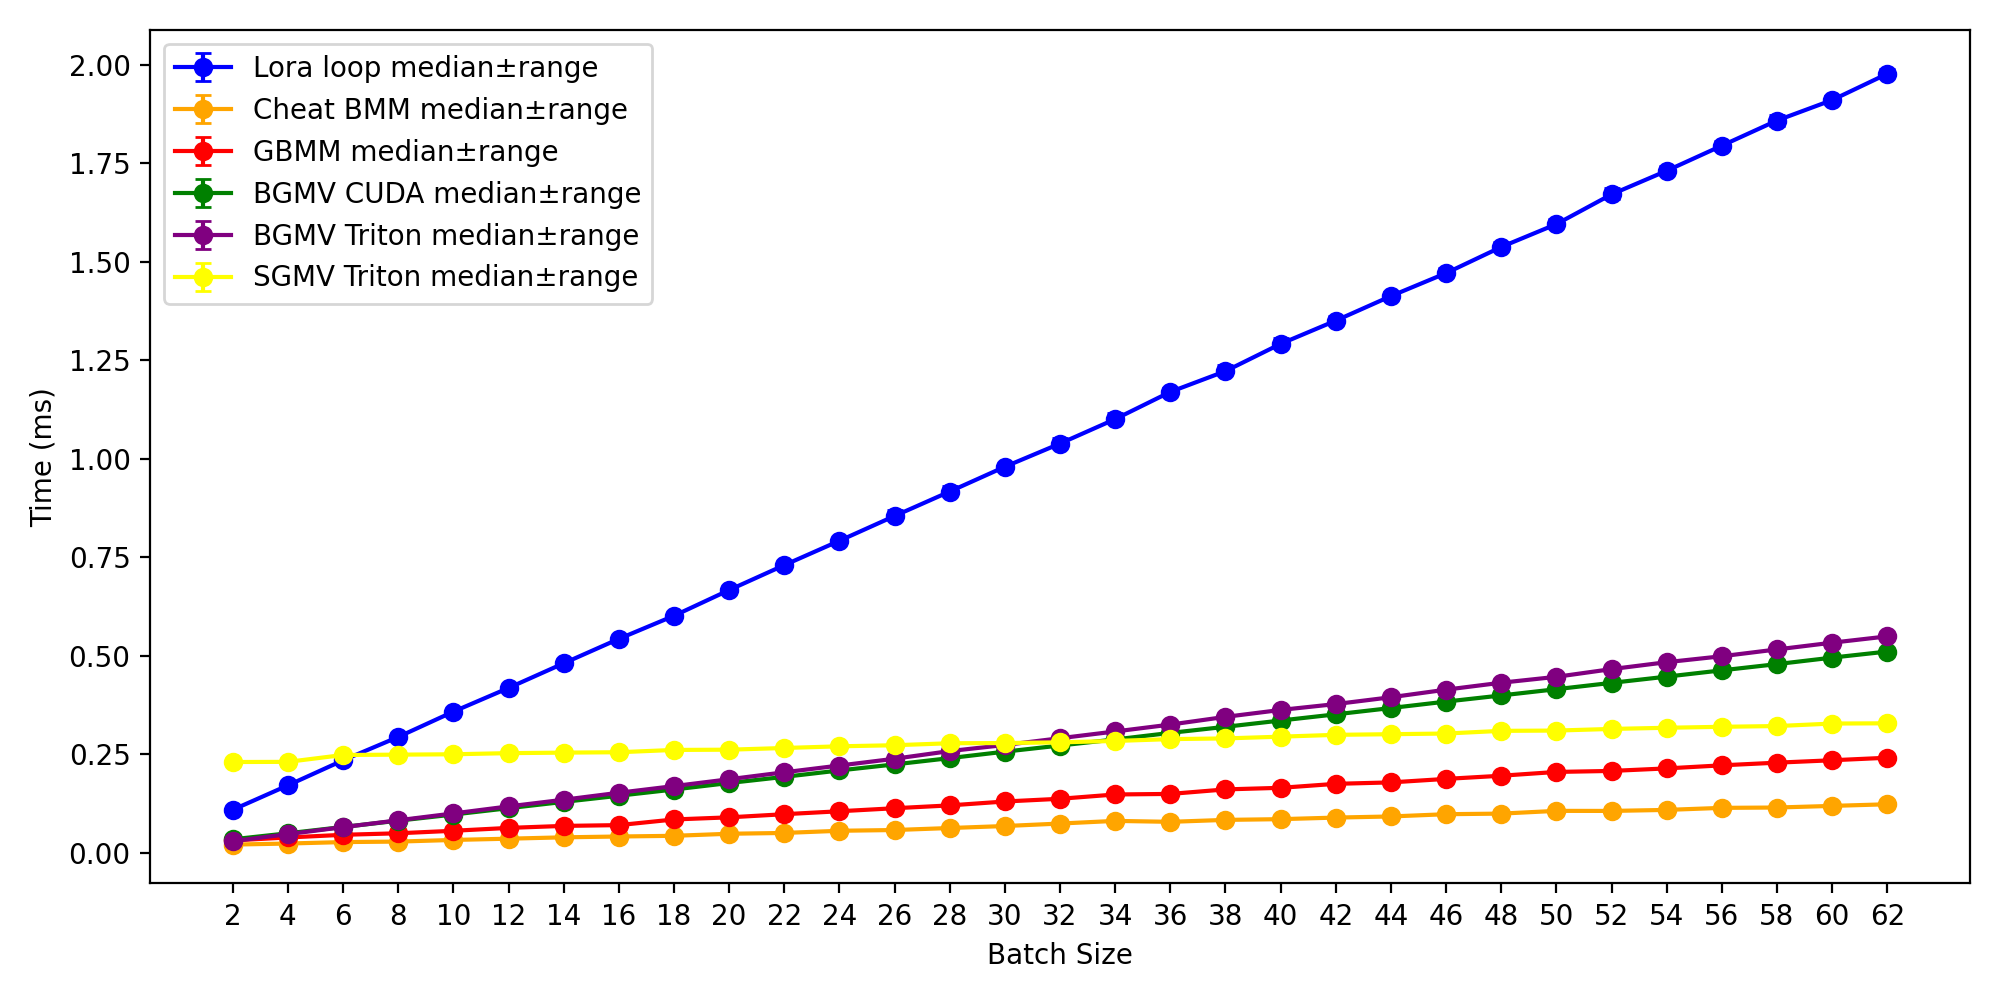 Lora loop median±range
Cheat BMM median±range
GBMM median±range
BGMV CUDA median±range
BGMV Triton median±range
SGMV Triton median±range
2.00
1.75
1.50
1.25
1.00
0.75
0.50
0.25
0.00
Time (ms)
2 4 6 8 10 12 14 16 18 20 22 24 26 28 30 32 34 36 38 40 42 44 46 48 50 52 54 56 58 60 62
Batch Size